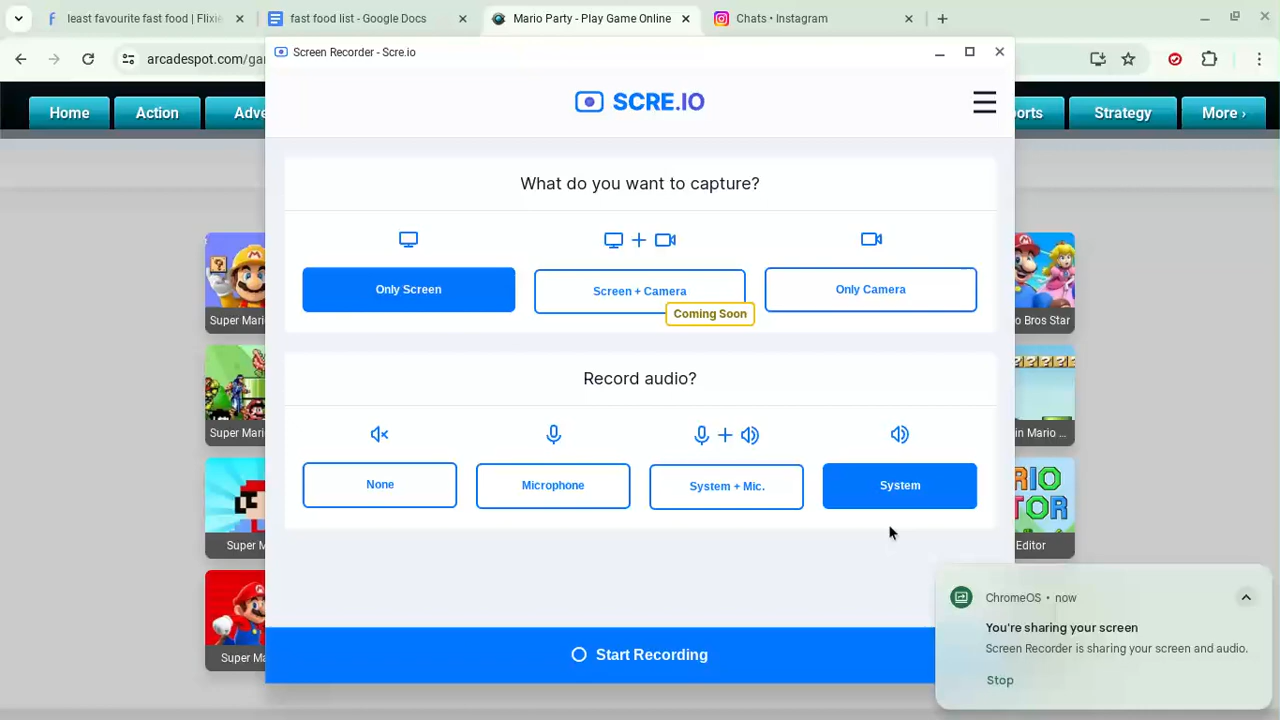 least favourite fast food | Flixie
fast food list - Google Docs
Mario Party - Play Game Online
Chats • Instagram
Screen Recorder - Scre.io
arcadespot.com/ga
SCRE.IO
Home
Action
Adve
orts
Strategy
More ›
What do you want to capture?
Only Screen
Screen + Camera
Only Camera
Coming Soon
Super Mari
o Bros Star
Record audio?
None
Microphone
System + Mic.
System
Super Mari
in Mario ...
ARIO
TOR
Super M
Editor
ChromeOS • now
You're sharing your screen
Screen Recorder is sharing your screen and audio.
Stop
Start Recording
Super Ma